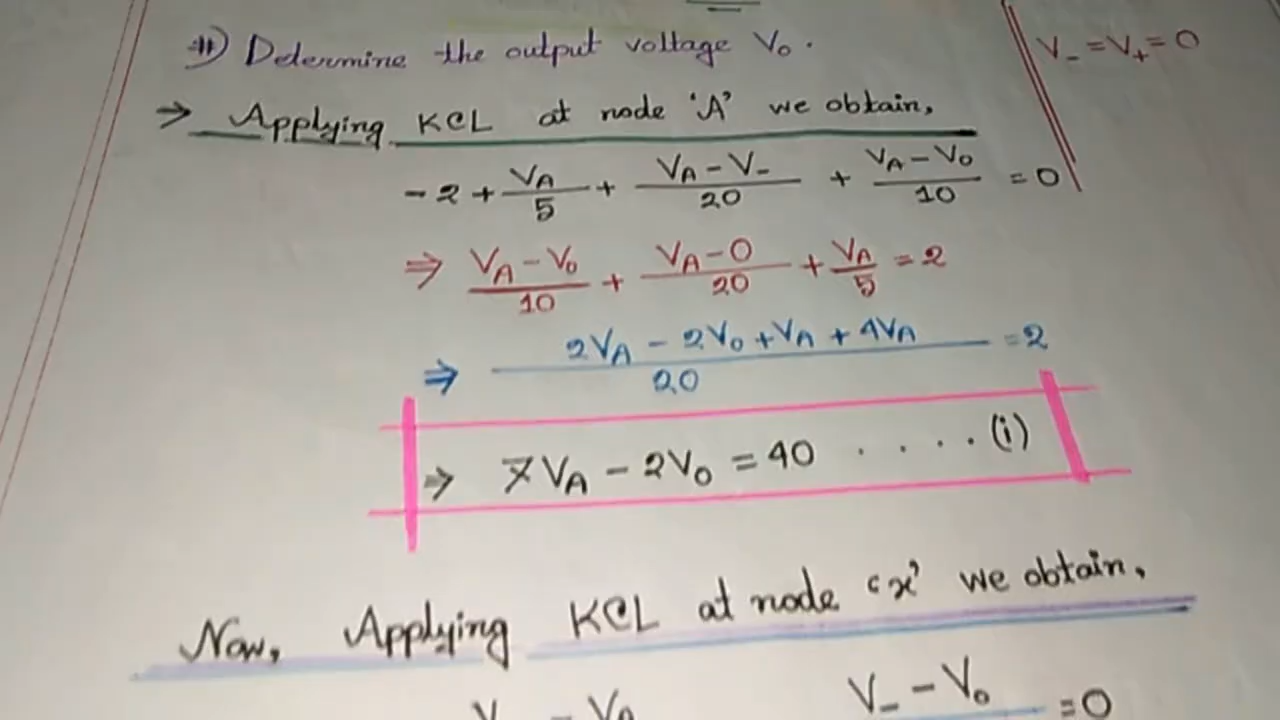 #) Determine the output voltage V₀.
V₋ = V₊ = 0
⇒ Applying KCL at node 'A' we obtain,
- 2 + V_A/5 + (V_A - V₋)/20 + (V_A - V₀)/10 = 0
⇒ (V_A - V₀)/10 + (V_A - 0)/20 + V_A/5 = 2
⇒ (2V_A - 2V₀ + V_A + 4V_A)/20 = 2
⇒ 7V_A - 2V₀ = 40 ..... (i)
Now, Applying KCL at node 'x' we obtain,
V₋ - V₀ = 0